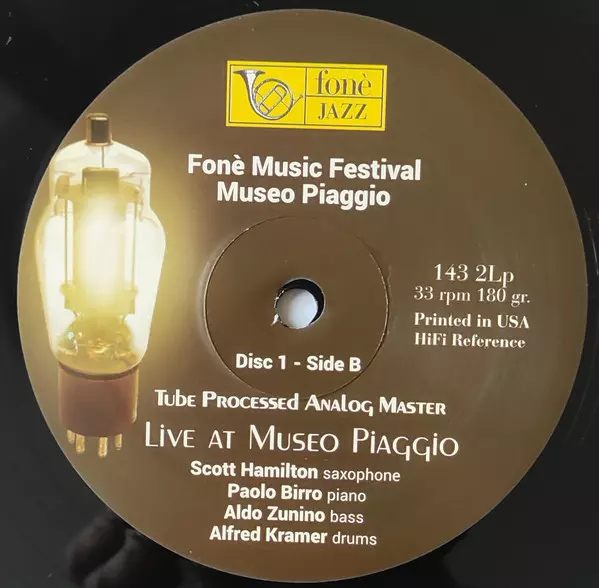 fonè
JAZZ
Fonè Music Festival
Museo Piaggio
143 2Lp
33 rpm 180 gr.
Printed in USA
HiFi Reference
Disc 1 - Side B
Tube Processed Analog Master
Live at Museo Piaggio
Scott Hamilton saxophone
Paolo Birro piano
Aldo Zunino bass
Alfred Kramer drums